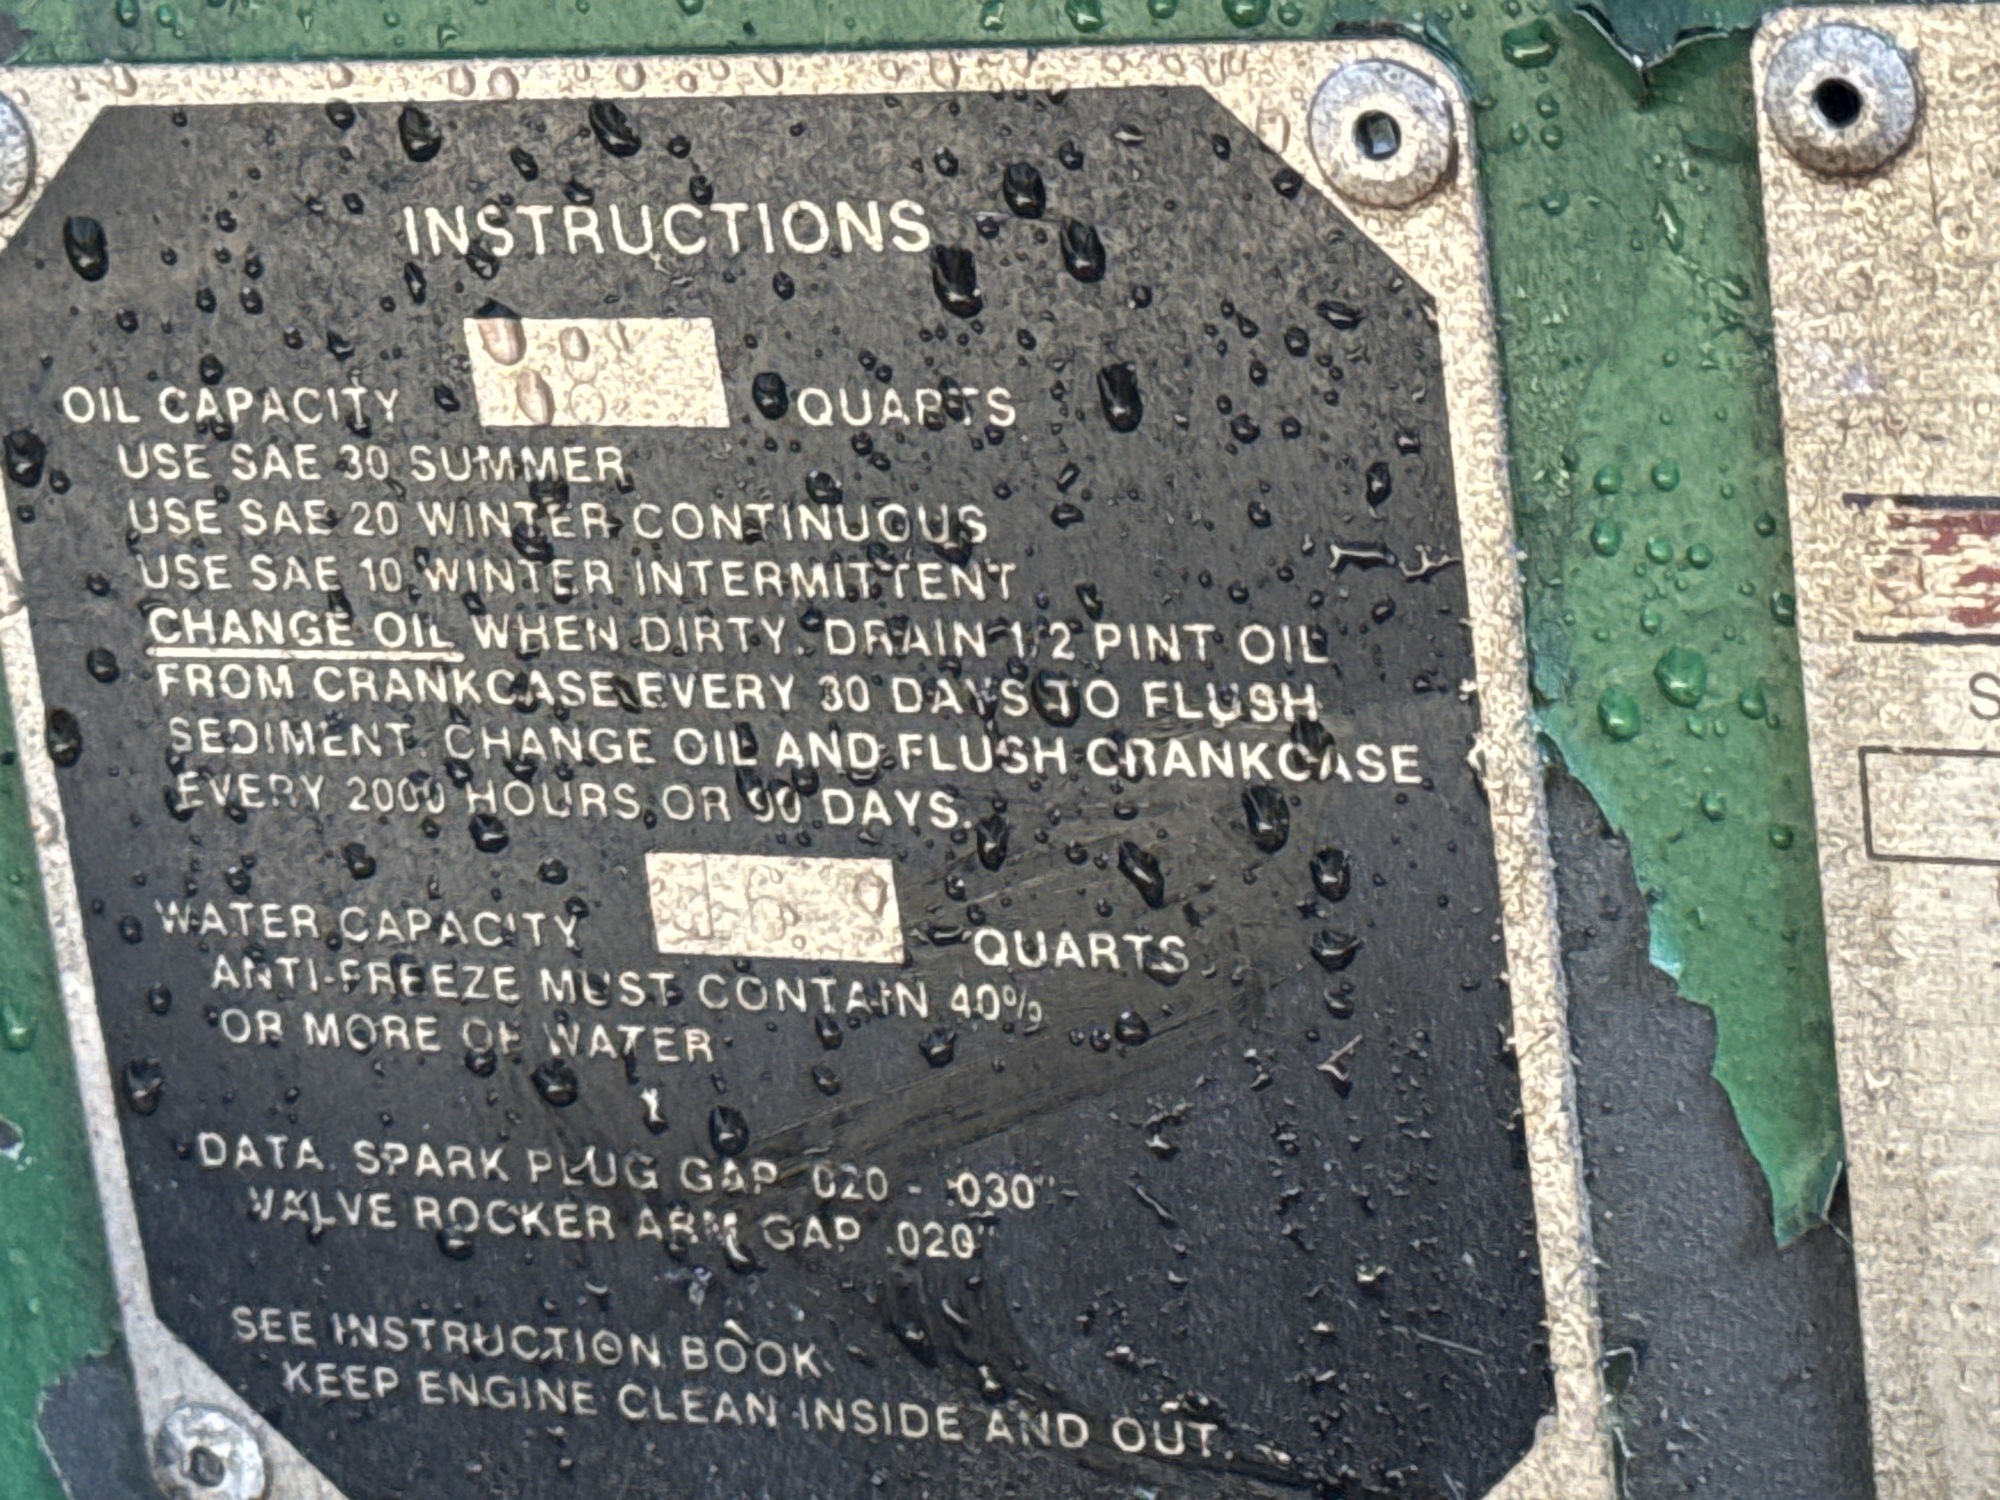 INSTRUCTIONS
OIL CAPACITY QUARTS
USE SAE 30 SUMMER
USE SAE 20 WINTER CONTINUOUS
USE SAE 10 WINTER INTERMITTENT
CHANGE OIL WHEN DIRTY. DRAIN 1/2 PINT OIL
FROM CRANKCASE EVERY 30 DAYS TO FLUSH
SEDIMENT. CHANGE OIL AND FLUSH CRANKCASE
EVERY 2000 HOURS OR 90 DAYS.
WATER CAPACITY QUARTS
ANTI-FREEZE MUST CONTAIN 40%
OR MORE OF WATER
DATA. SPARK PLUG GAP .020 - .030"
VALVE ROCKER ARM GAP .020"
SEE INSTRUCTION BOOK
KEEP ENGINE CLEAN INSIDE AND OUT.
S